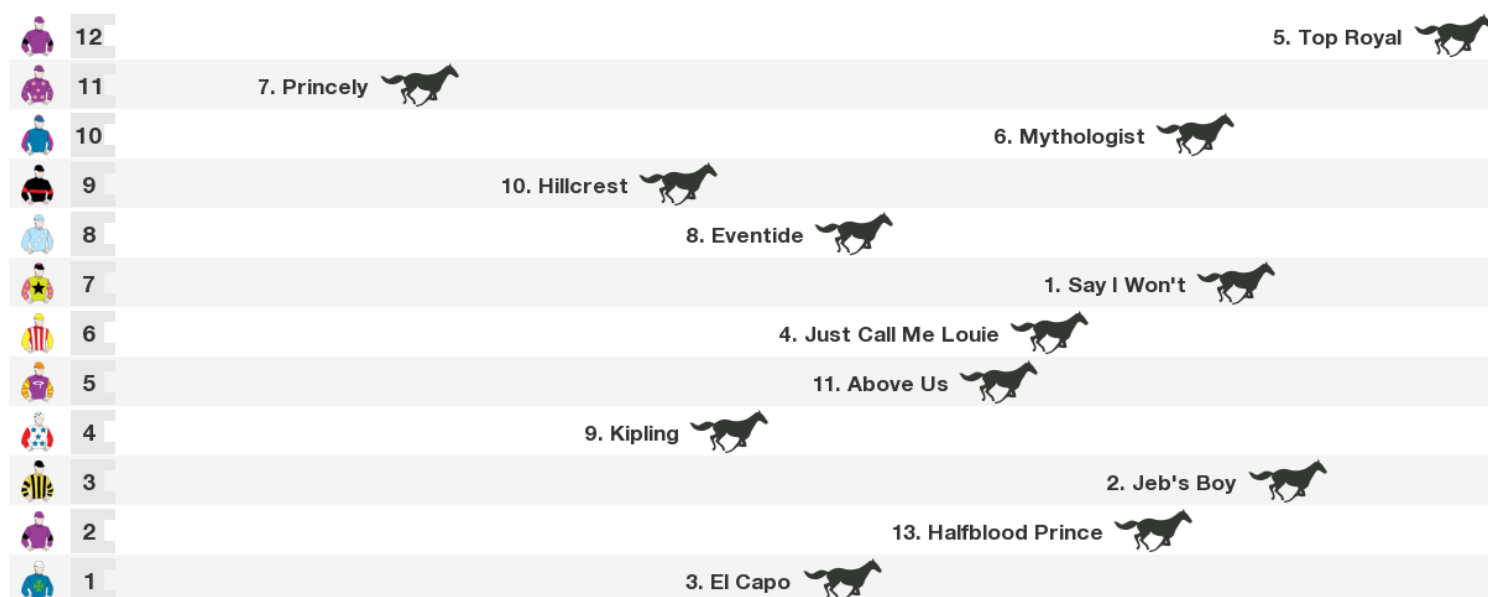 12 5. Top Royal
11 7. Princely
10 6. Mythologist
9 10. Hillcrest
8 8. Eventide
7 1. Say I Won't
6 4. Just Call Me Louie
5 11. Above Us
4 9. Kipling
3 2. Jeb's Boy
2 13. Halfblood Prince
1 3. El Capo